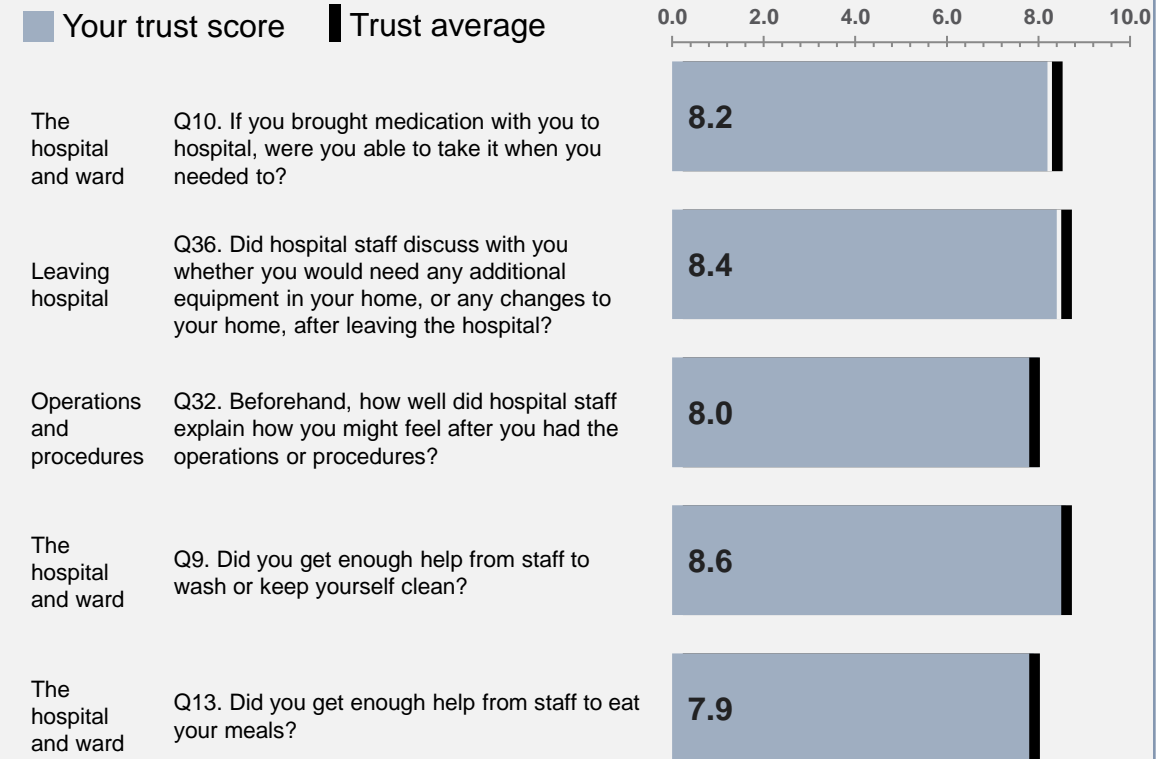 Your trust score
Trust average
0.0 2.0 4.0 6.0 8.0 10.0
The
hospital
and ward
Q10. If you brought medication with you to
hospital, were you able to take it when you
needed to?
8.2
Leaving
hospital
Q36. Did hospital staff discuss with you
whether you would need any additional
equipment in your home, or any changes to
your home, after leaving the hospital?
8.4
Operations
and
procedures
Q32. Beforehand, how well did hospital staff
explain how you might feel after you had the
operations or procedures?
8.0
The
hospital
and ward
Q9. Did you get enough help from staff to
wash or keep yourself clean?
8.6
The
hospital
and ward
Q13. Did you get enough help from staff to eat
your meals?
7.9